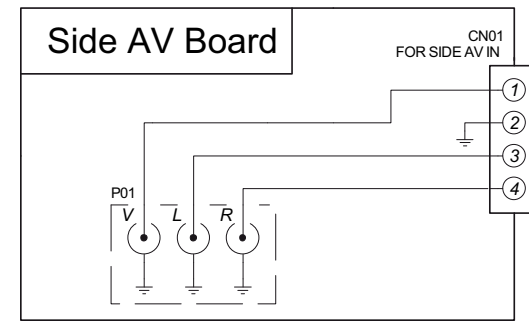 Side AV Board
CN01
FOR SIDE AV IN
1
2
3
4
P01
V L R